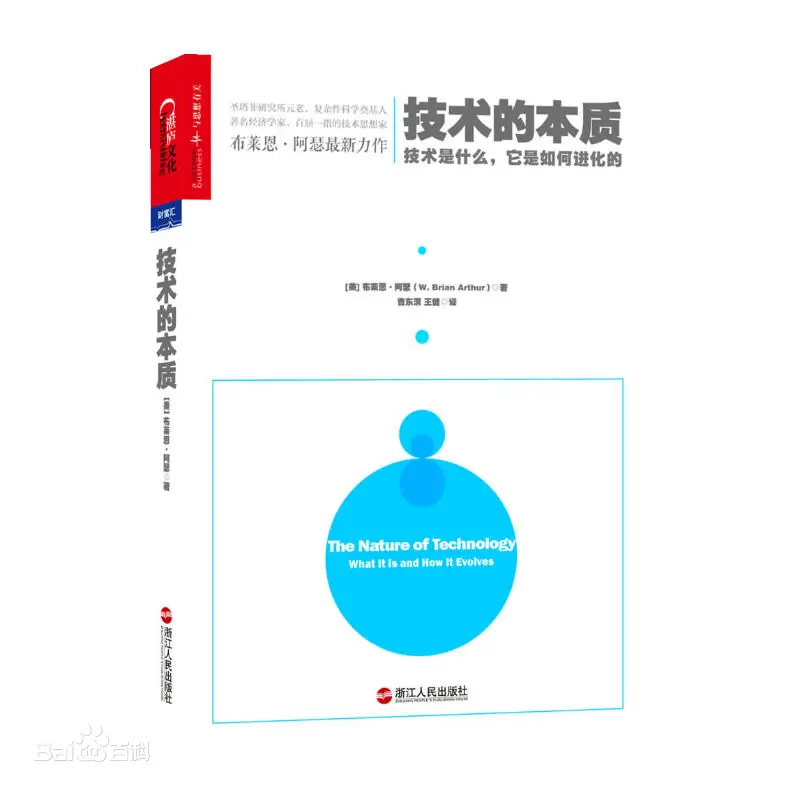 湛庐文化
财富汇
技术的本质
[美] 布莱恩·阿瑟◎著
浙江人民出版社
business
圣塔菲研究所元老、复杂性科学奠基人
著名经济学家、首屈一指的技术思想家
布莱恩·阿瑟最新力作
技术的本质
技术是什么,它是如何进化的
[美] 布莱恩·阿瑟(W. Brian Arthur)◎著
曹东溟 王健◎译
The Nature of Technology
What It Is and How It Evolves
浙江人民出版社
ZHEJIANG PEOPLE'S PUBLISHING HOUSE
Baidu百科